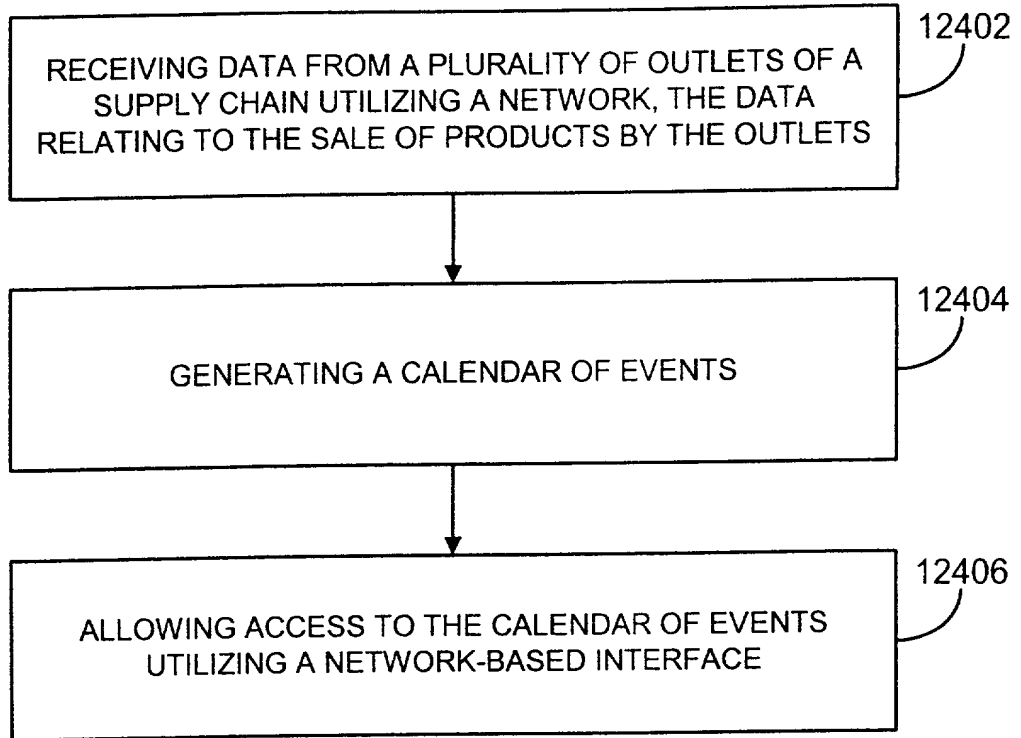 12402
RECEIVING DATA FROM A PLURALITY OF OUTLETS OF A
SUPPLY CHAIN UTILIZING A NETWORK, THE DATA
RELATING TO THE SALE OF PRODUCTS BY THE OUTLETS
12404
GENERATING A CALENDAR OF EVENTS
12406
ALLOWING ACCESS TO THE CALENDAR OF EVENTS
UTILIZING A NETWORK-BASED INTERFACE